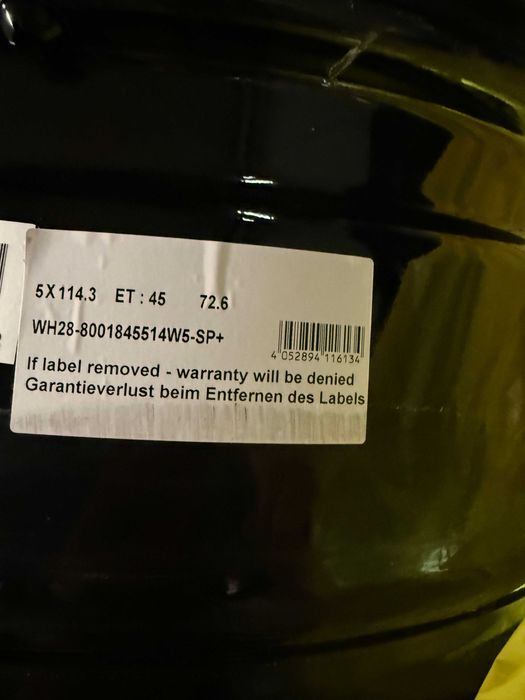 5X114.3 ET : 45 72.6
WH28-8001845514W5-SP+
4 052894 116134
If label removed - warranty will be denied
Garantieverlust beim Entfernen des Labels